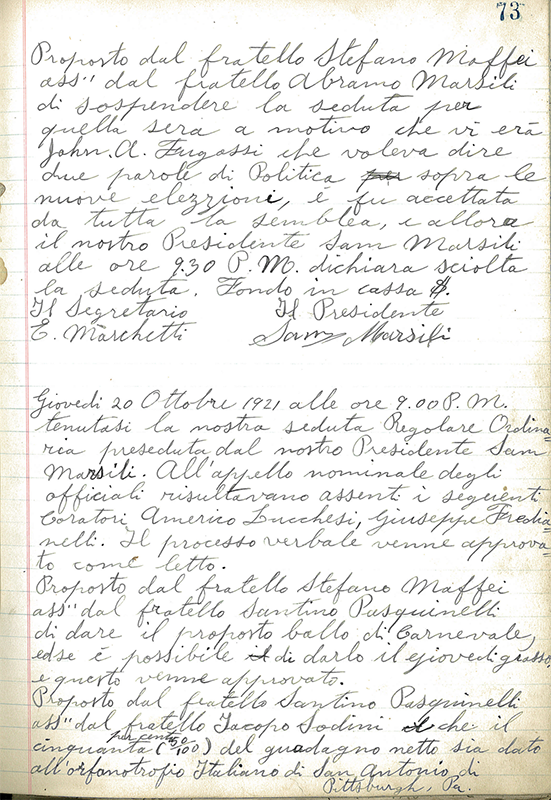 73
Proposto dal fratello Stefano Maffei
ass" dal fratello Abramo Marsili
di sospendere la seduta per
quella sera a motivo che vi era
John. A. Fugassi che voleva dire
due parole di Politica sopra le
nuove elezzioni, é fu accettata
da tutta la semblea, e allora
il nostro Presidente Sam Marsili
alle ore 9.30 P.M. dichiara sciolta
la seduta. Fondo in cassa $.
Il Segretario Il Presidente
E. Marchetti Sam Marsili
Giovedi 20 Ottobre 1921 alle ore 9.00 P.M.
tenutasi la nostra seduta Regolare Ordina=
ria preseduta dal nostro Presidente Sam
Marsili. All'appello nominale degli
officiali risultavano assenti i seguenti
Coratori Americo Lucchesi, Giuseppe Fredia=
nelli. Il processo verbale venne approva=
to come letto.
Proposto dal fratello Stefano Maffei
ass" dal fratello Santino Pasquinelli
di dare il proposto ballo di Carnevale,
edse é possibile di darlo il giovedi grasso,
e questo venne approvato.
Proposto dal fratello Santino Pasquinelli
ass" dal fratello Jacopo Sodini che il
per cento
cinquanta (50/100) del guadagno netto sia dato
all'orfanotrofio Italiano di San Antonio di
Pittsburgh, Pa.